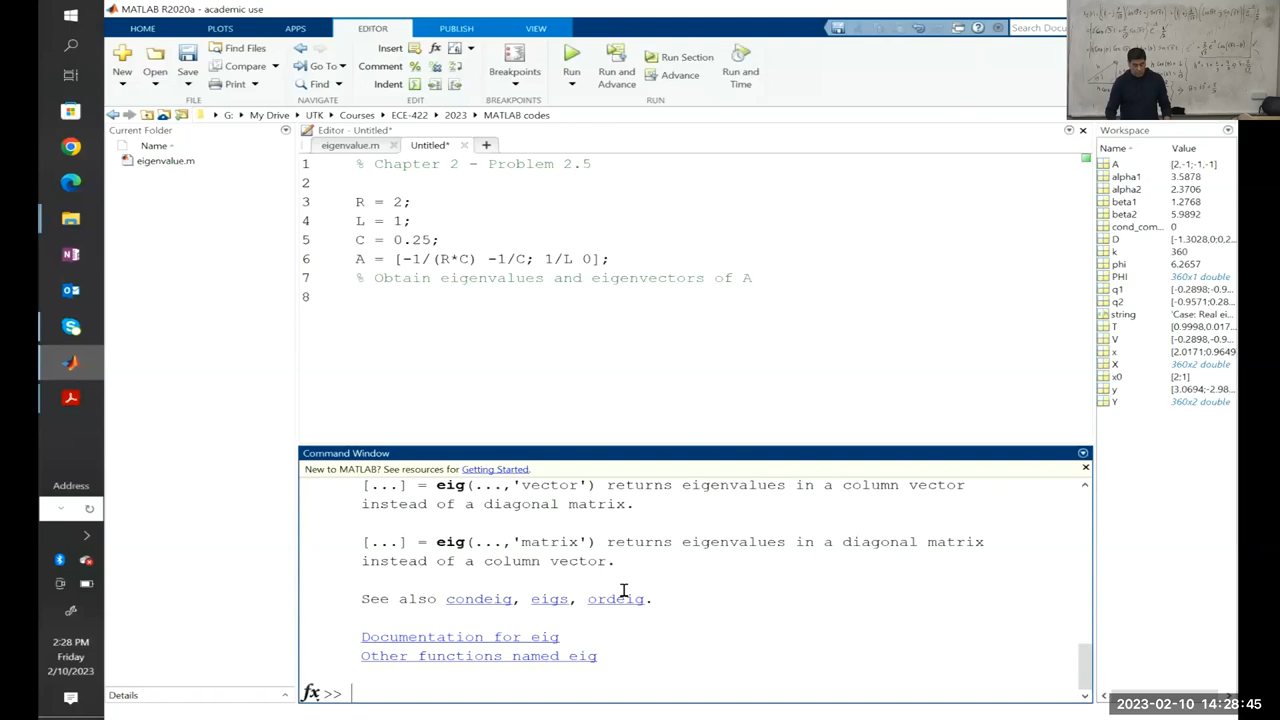 MATLAB R2020a - academic use
HOME PLOTS APPS EDITOR PUBLISH VIEW Search Docum
New Open Save Find Files Compare Print Go To Find Insert Comment Indent Breakpoints Run Run and Advance Run Section Advance Run and Time
FILE NAVIGATE EDIT BREAKPOINTS RUN
G: My Drive UTK Courses ECE-422 2023 MATLAB codes
Current Folder
Name
eigenvalue.m
Editor - Untitled*
eigenvalue.m Untitled*
1 % Chapter 2 - Problem 2.5
2
3 R = 2;
4 L = 1;
5 C = 0.25;
6 A = [-1/(R*C) -1/C; 1/L 0];
7 % Obtain eigenvalues and eigenvectors of A
8
Workspace
Name Value
A [2,-1;-1,-1]
alpha1 3.5878
alpha2 2.3706
beta1 1.2768
beta2 5.9892
cond_com... 0
D [-1.3028,0;0,2...
k 360
phi 6.2657
PHI 360x1 double
q1 [-0.2898;-0.9...
q2 [-0.9571;0.28...
string 'Case: Real ei...
T [0.9998,0.017...
V [-0.2898,-0.9...
x [2.0171;0.9649]
X 360x2 double
x0 [2;1]
y [3.0694;-2.98...
Y 360x2 double
Command Window
New to MATLAB? See resources for Getting Started.
[...] = eig(...,'vector') returns eigenvalues in a column vector
instead of a diagonal matrix.
[...] = eig(...,'matrix') returns eigenvalues in a diagonal matrix
instead of a column vector.
See also condeig, eigs, ordeig.
Documentation for eig
Other functions named eig
fx >>
Details
Address
2:28 PM
Friday
2/10/2023
2023-02-10 14:28:45